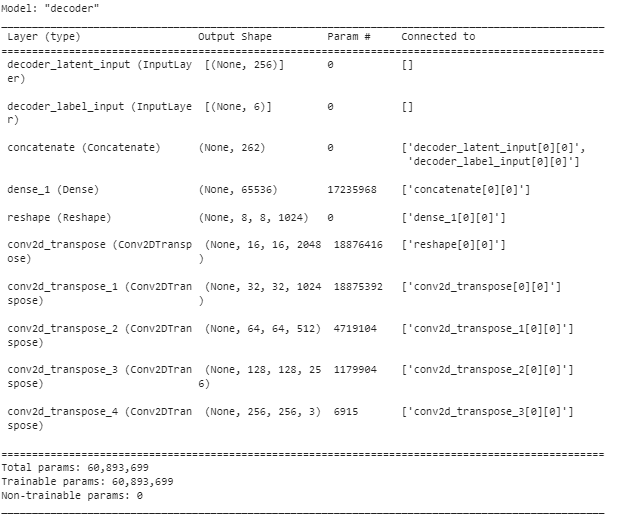 Model: "decoder"
Layer (type) Output Shape Param # Connected to
decoder_latent_input (InputLay [(None, 256)] 0 []
er)
decoder_label_input (InputLaye [(None, 6)] 0 []
r)
concatenate (Concatenate) (None, 262) 0 ['decoder_latent_input[0][0]',
'decoder_label_input[0][0]']
dense_1 (Dense) (None, 65536) 17235968 ['concatenate[0][0]']
reshape (Reshape) (None, 8, 8, 1024) 0 ['dense_1[0][0]']
conv2d_transpose (Conv2DTransp (None, 16, 16, 2048 18876416 ['reshape[0][0]']
ose) )
conv2d_transpose_1 (Conv2DTran (None, 32, 32, 1024 18875392 ['conv2d_transpose[0][0]']
spose) )
conv2d_transpose_2 (Conv2DTran (None, 64, 64, 512) 4719104 ['conv2d_transpose_1[0][0]']
spose)
conv2d_transpose_3 (Conv2DTran (None, 128, 128, 25 1179904 ['conv2d_transpose_2[0][0]']
spose) 6)
conv2d_transpose_4 (Conv2DTran (None, 256, 256, 3) 6915 ['conv2d_transpose_3[0][0]']
spose)
Total params: 60,893,699
Trainable params: 60,893,699
Non-trainable params: 0